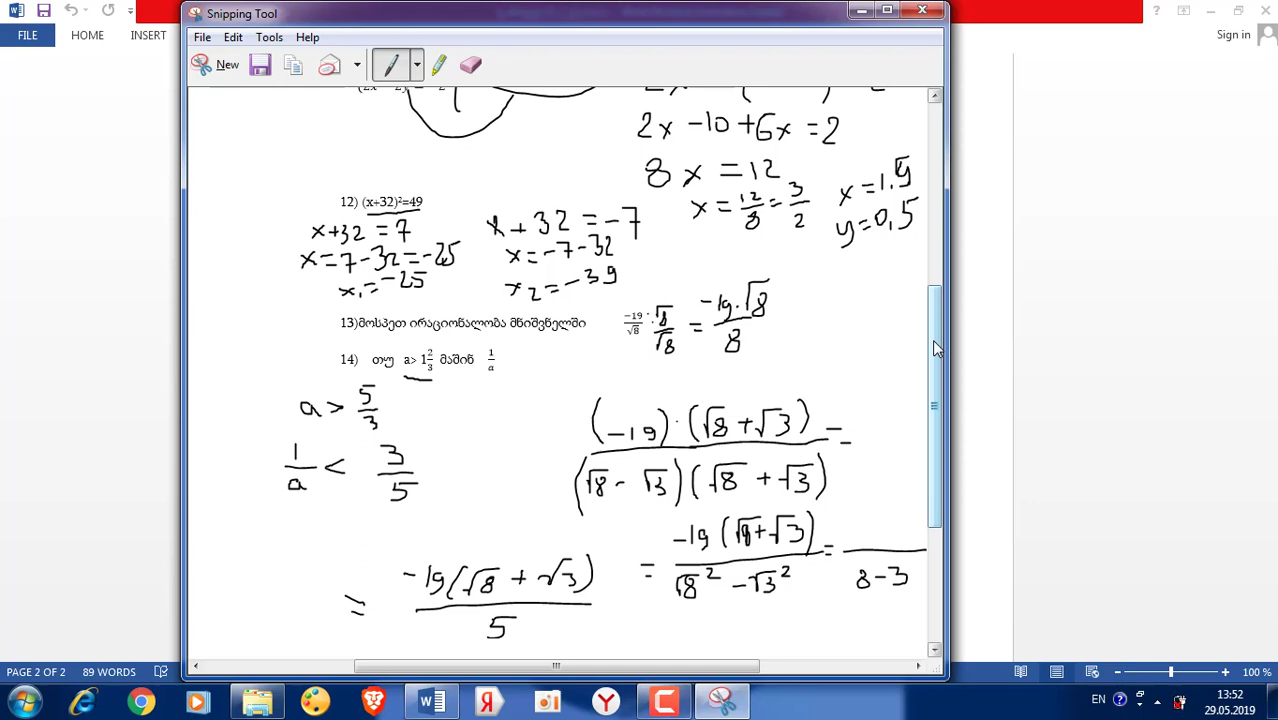 Snipping Tool
FILE HOME INSERT
Sign in
File Edit Tools Help
New
2x -10 +6x =2
8x =12
x = 12/8 = 3/2
x =1.5
y=0,5
12) (x+32)²=49
x+32 =7
x=7-32=-25
x₁=-25
x+32 =-7
x=-7-32
x₂=-39
13)მოსპეთ ირაციონალობა მნიშვნელში
-19/√8 · √8/√8 = -19·√8/8
14) თუ a> 1 2/3 მაშინ 1/a
a > 5/3
1/a < 3/5
(-19)·(√8+√3)/(√8-√3)(√8+√3) =
= -19(√8+√3)/√8²-√3² = /8-3
= -19(√8+√3)/5
PAGE 2 OF 2 89 WORDS
100 %
EN
13:52
29.05.2019